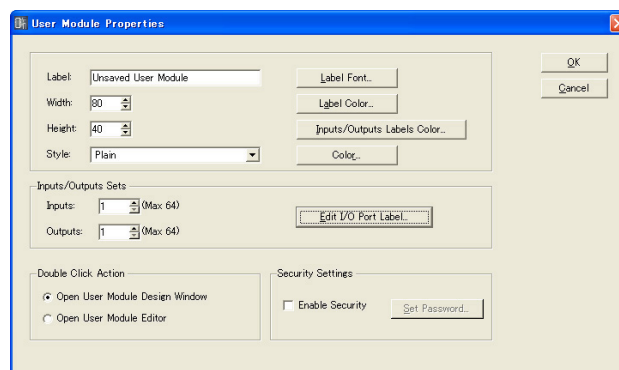 User Module Properties
Label: Unsaved User Module Label Font... OK
Width: 80 Label Color... Cancel
Height: 40 Inputs/Outputs Labels Color...
Style: Plain Color...
Inputs/Outputs Sets
Inputs: 1 (Max 64) Edit I/O Port Label...
Outputs: 1 (Max 64)
Double Click Action Security Settings
Open User Module Design Window Enable Security Set Password...
Open User Module Editor